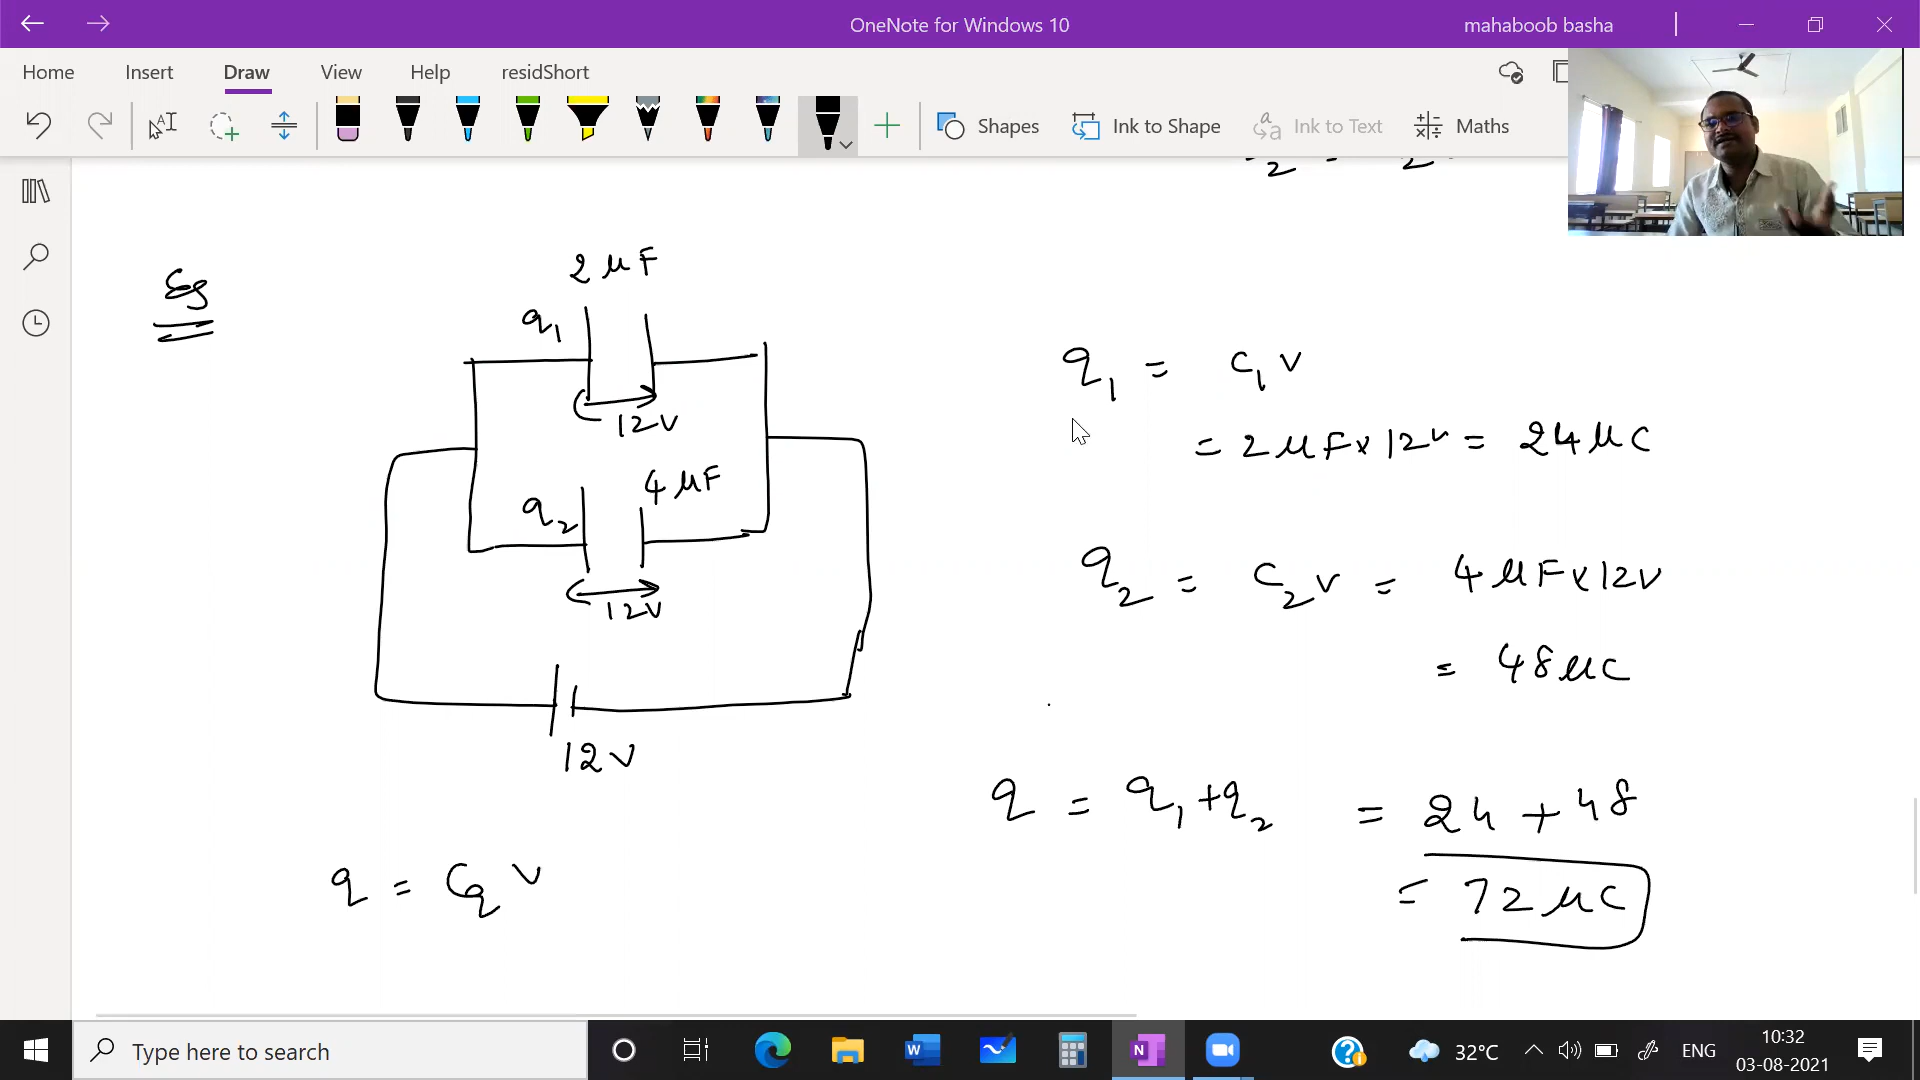 OneNote for Windows 10
mahaboob basha
Home Insert Draw View Help residShort
Shapes Ink to Shape Ink to Text Maths
Eg
2 μF
q1
12V
4 μF
q2
12V
12V
q = Cq V
q1 = C1 V
= 2 μF × 12V = 24 μC
q2 = C2 V = 4 μF × 12V
= 48 μC
q = q1 + q2 = 24 + 48
= 72 μC
Type here to search
32°C
ENG
10:32
03-08-2021